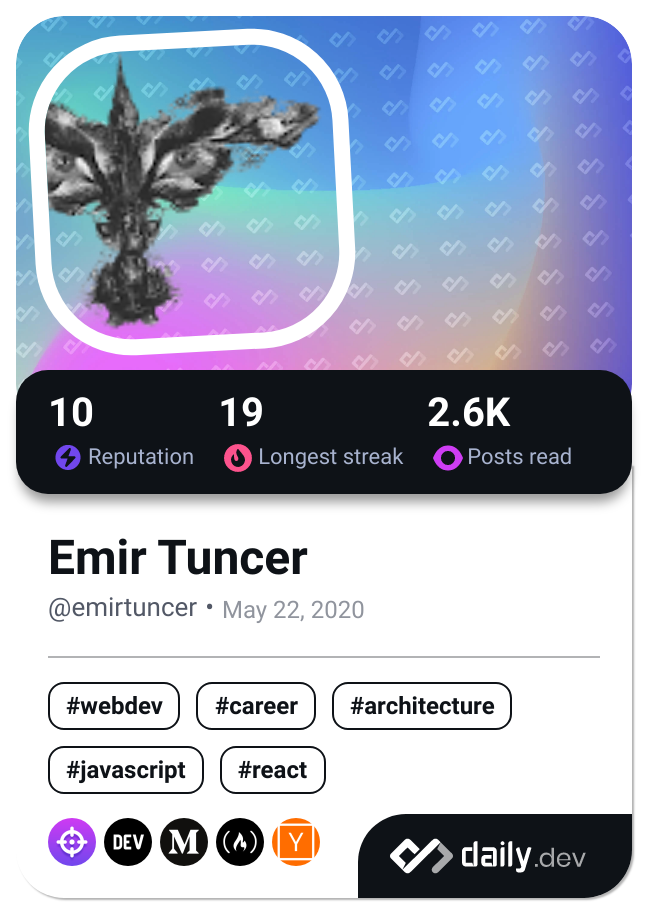 10 19 2.6K
Reputation Longest streak Posts read
Emir Tuncer
@emirtuncer • May 22, 2020
#webdev #career #architecture
#javascript #react
DEV M Y
daily.dev